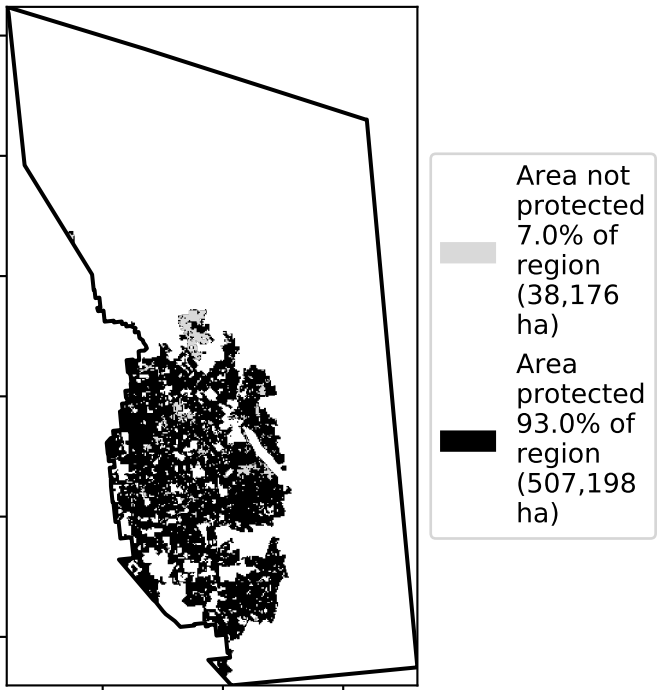 Area not
protected
7.0% of
region
(38,176
ha)
Area
protected
93.0% of
region
(507,198
ha)